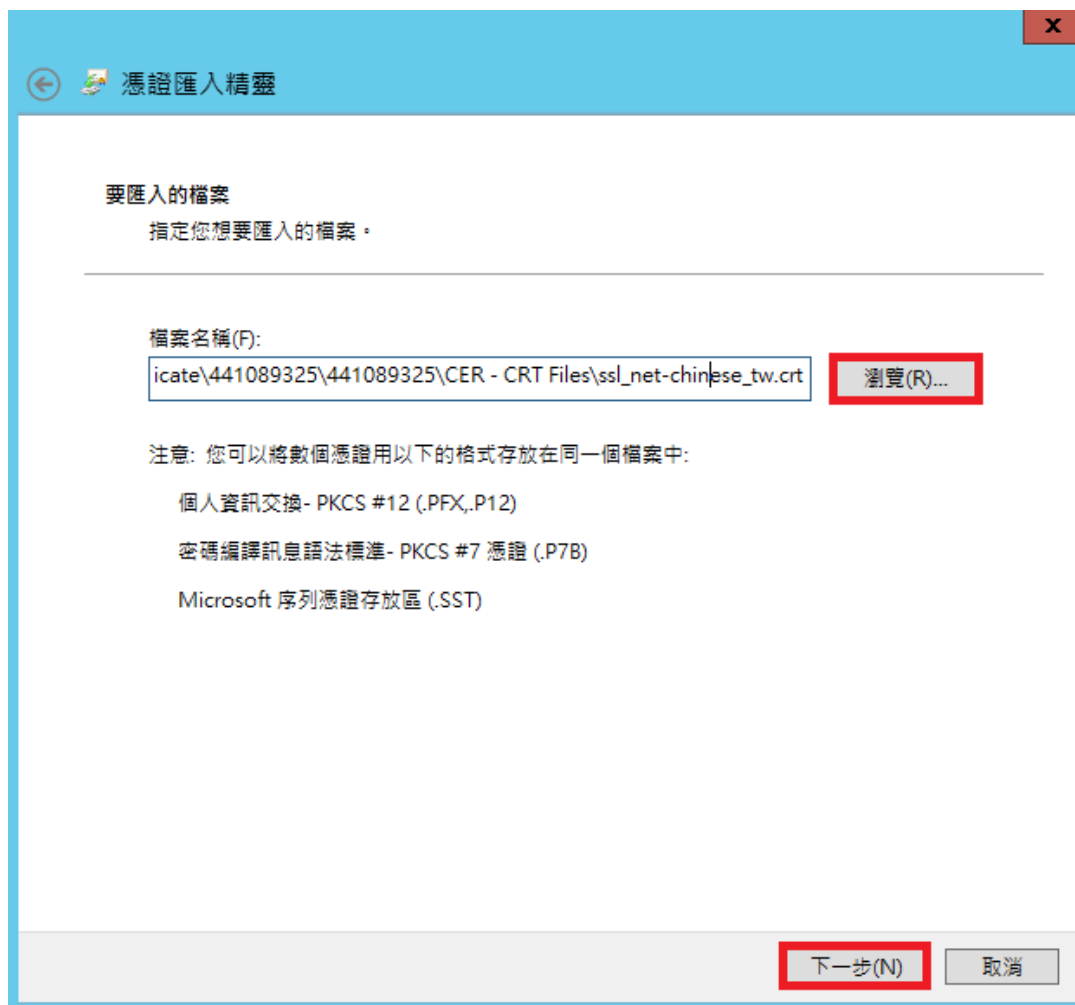 x
憑證匯入精靈
要匯入的檔案
指定您想要匯入的檔案。
檔案名稱(F):
icate\441089325\441089325\CER - CRT Files\ssl_net-chinese_tw.crt
瀏覽(R)...
注意: 您可以將數個憑證用以下的格式存放在同一個檔案中:
個人資訊交換- PKCS #12 (.PFX,.P12)
密碼編譯訊息語法標準- PKCS #7 憑證 (.P7B)
Microsoft 序列憑證存放區 (.SST)
下一步(N)
取消